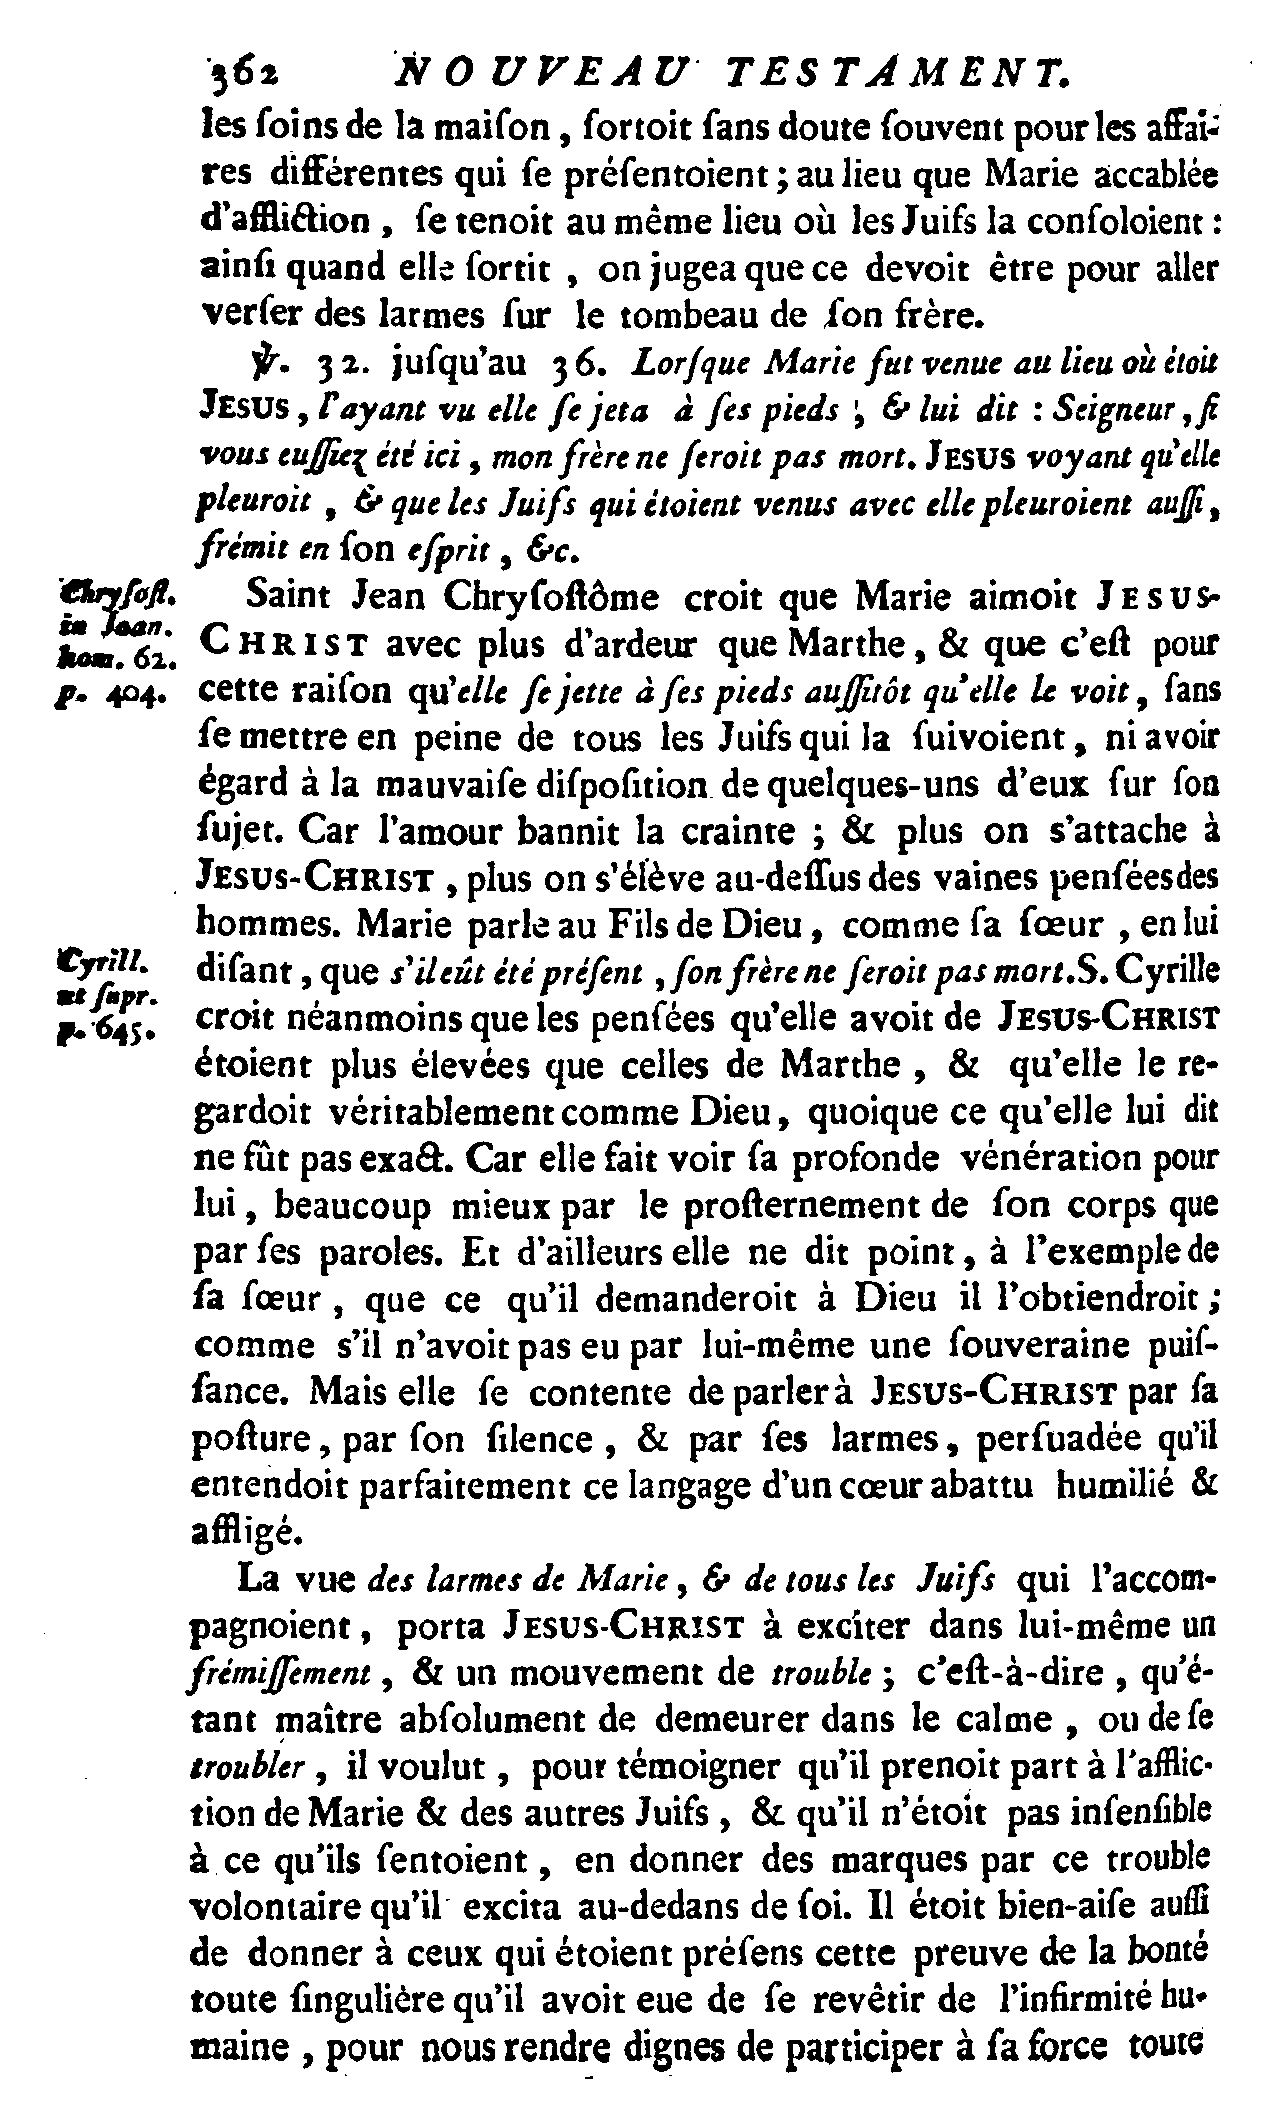 362 NOUVEAU TESTAMENT.
les ſoins de la maiſon, ſortoit ſans doute ſouvent pour les affai-
res différentes qui ſe préſentoient; au lieu que Marie accablée
d'affliction, ſe tenoit au même lieu où les Juifs la conſoloient:
ainſi quand elle ſortit, on jugea que ce devoit être pour aller
verſer des larmes ſur le tombeau de ſon frère.
℣. 32. juſqu'au 36. Lorſque Marie fut venue au lieu où étoit
JESUS, l'ayant vu elle ſe jeta à ſes pieds, & lui dit : Seigneur, ſi
vous euſſiez été ici, mon frère ne ſeroit pas mort. JESUS voyant qu'elle
pleuroit, & que les Juifs qui étoient venus avec elle pleuroient auſſi,
frémit en ſon eſprit, &c.
Chryſoſt.
in Joan.
hom. 62.
p. 404.
Saint Jean Chryſoſtôme croit que Marie aimoit JESUS-
CHRIST avec plus d'ardeur que Marthe, & que c'eſt pour
cette raiſon qu'elle ſe jette à ſes pieds auſſitôt qu'elle le voit, ſans
ſe mettre en peine de tous les Juifs qui la ſuivoient, ni avoir
égard à la mauvaiſe diſpoſition de quelques-uns d'eux ſur ſon
ſujet. Car l'amour bannit la crainte; & plus on s'attache à
JESUS-CHRIST, plus on s'élève au-deſſus des vaines penſées des
hommes. Marie parle au Fils de Dieu, comme ſa ſœur, en lui
Cyrill.
ut ſupr.
p. 645.
diſant, que s'il eût été préſent, ſon frère ne ſeroit pas mort. S. Cyrille
croit néanmoins que les penſées qu'elle avoit de JESUS-CHRIST
étoient plus élevées que celles de Marthe, & qu'elle le re-
gardoit véritablement comme Dieu, quoique ce qu'elle lui dit
ne fût pas exact. Car elle fait voir ſa profonde vénération pour
lui, beaucoup mieux par le proſternement de ſon corps que
par ſes paroles. Et d'ailleurs elle ne dit point, à l'exemple de
ſa ſœur, que ce qu'il demanderoit à Dieu il l'obtiendroit;
comme s'il n'avoit pas eu par lui-même une ſouveraine puiſ-
ſance. Mais elle ſe contente de parler à JESUS-CHRIST par ſa
poſture, par ſon ſilence, & par ſes larmes, perſuadée qu'il
entendoit parfaitement ce langage d'un cœur abattu humilié &
affligé.
La vue des larmes de Marie, & de tous les Juifs qui l'accom-
pagnoient, porta JESUS-CHRIST à exciter dans lui-même un
frémiſſement, & un mouvement de trouble; c'eſt-à-dire, qu'é-
tant maître abſolument de demeurer dans le calme, ou de ſe
troubler, il voulut, pour témoigner qu'il prenoit part à l'afflic-
tion de Marie & des autres Juifs, & qu'il n'étoit pas inſenſible
à ce qu'ils ſentoient, en donner des marques par ce trouble
volontaire qu'il excita au-dedans de ſoi. Il étoit bien-aiſe auſſi
de donner à ceux qui étoient préſens cette preuve de la bonté
toute ſingulière qu'il avoit eue de ſe revêtir de l'infirmité hu-
maine, pour nous rendre dignes de participer à ſa force toute